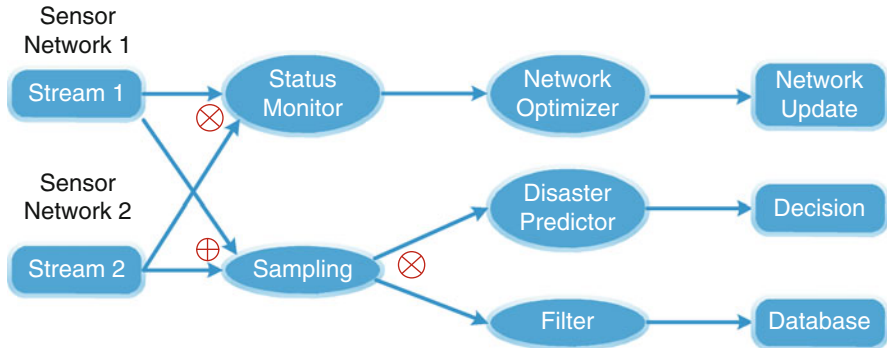 Sensor
Network 1
Stream 1
Status
Monitor
Network
Optimizer
Network
Update
Sensor
Network 2
Stream 2
Sampling
Disaster
Predictor
Decision
Filter
Database